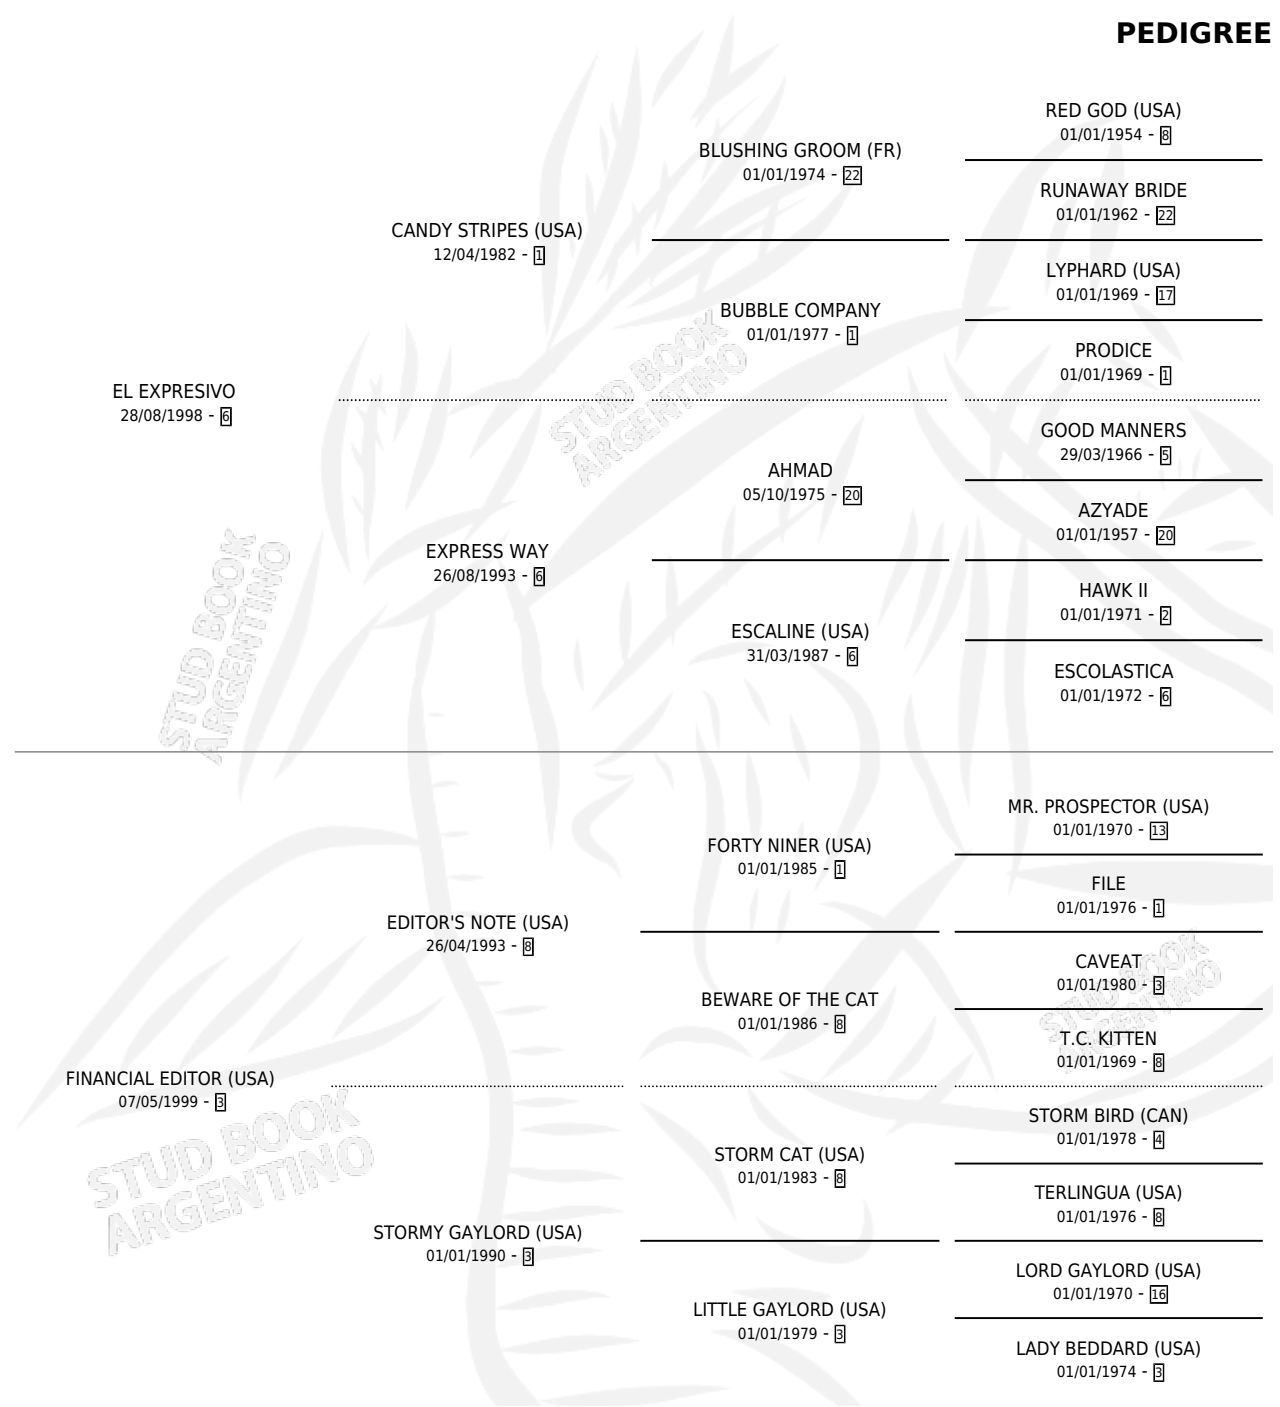 PEDIGREE
RED GOD (USA)
01/01/1954 - 8
BLUSHING GROOM (FR)
01/01/1974 - 22
RUNAWAY BRIDE
01/01/1962 - 22
CANDY STRIPES (USA)
12/04/1982 - 1
LYPHARD (USA)
01/01/1969 - 17
BUBBLE COMPANY
01/01/1977 - 1
PRODICE
01/01/1969 - 1
EL EXPRESIVO
28/08/1998 - 6
GOOD MANNERS
29/03/1966 - 5
AHMAD
05/10/1975 - 20
AZYADE
01/01/1957 - 20
EXPRESS WAY
26/08/1993 - 6
HAWK II
01/01/1971 - 2
ESCALINE (USA)
31/03/1987 - 6
ESCOLASTICA
01/01/1972 - 6
MR. PROSPECTOR (USA)
01/01/1970 - 13
FORTY NINER (USA)
01/01/1985 - 1
FILE
01/01/1976 - 1
EDITOR'S NOTE (USA)
26/04/1993 - 8
CAVEAT
01/01/1980 - 3
BEWARE OF THE CAT
01/01/1986 - 8
T.C. KITTEN
01/01/1969 - 8
FINANCIAL EDITOR (USA)
07/05/1999 - 3
STORM BIRD (CAN)
01/01/1978 - 4
STORM CAT (USA)
01/01/1983 - 8
TERLINGUA (USA)
01/01/1976 - 8
STORMY GAYLORD (USA)
01/01/1990 - 3
LORD GAYLORD (USA)
01/01/1970 - 16
LITTLE GAYLORD (USA)
01/01/1979 - 3
LADY BEDDARD (USA)
01/01/1974 - 3
STUD BOOK
ARGENTINO
STUD BOOK
ARGENTINO
STUD BOOK
ARGENTINO
STUD BOOK
ARGENTINO